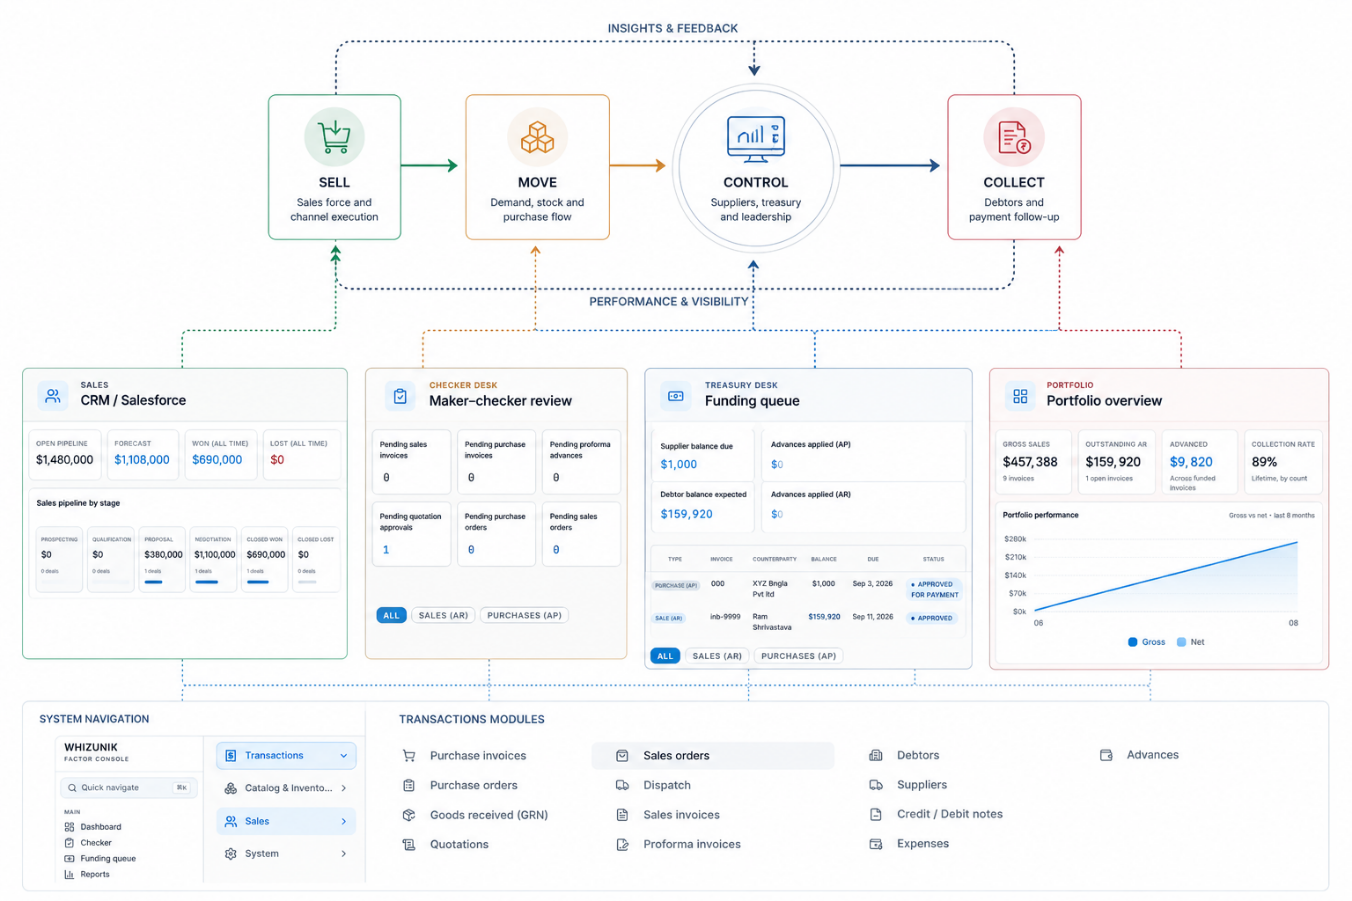 INSIGHTS & FEEDBACK
SELL
Sales force and
channel execution
MOVE
Demand, stock and
purchase flow
CONTROL
Suppliers, treasury
and leadership
COLLECT
Debtors and
payment follow-up
PERFORMANCE & VISIBILITY
SALES
CRM / Salesforce
OPEN PIPELINE
$1,480,000
FORECAST
$1,108,000
WON (ALL TIME)
$690,000
LOST (ALL TIME)
$0
Sales pipeline by stage
PROSPECTING
$0
0 deals
QUALIFICATION
$0
0 deals
PROPOSAL
$380,000
1 deals
NEGOTIATION
$1,100,000
1 deals
CLOSED WON
$690,000
1 deals
CLOSED LOST
$0
0 deals
CHECKER DESK
Maker-checker review
Pending sales
invoices
0
Pending purchase
invoices
0
Pending proforma
advances
0
Pending quotation
approvals
1
Pending purchase
orders
0
Pending sales
orders
0
ALL
SALES (AR)
PURCHASES (AP)
TREASURY DESK
Funding queue
Supplier balance due
$1,000
Advances applied (AP)
$0
Debtor balance expected
$159,920
Advances applied (AR)
$0
TYPE INVOICE COUNTERPARTY BALANCE DUE STATUS
PURCHASE (AP) 000 XYZ Bngla $1,000 Sep 3, 2026 • APPROVED
Pvt ltd FOR PAYMENT
SALE (AR) inb-9999 Ram $159,920 Sep 11, 2026 • APPROVED
Shrivastava
ALL
SALES (AR)
PURCHASES (AP)
PORTFOLIO
Portfolio overview
GROSS SALES
$457,388
9 invoices
OUTSTANDING AR
$159,920
1 open invoices
ADVANCED
$9,820
Across funded
invoices
COLLECTION RATE
89%
Lifetime, by count
Portfolio performance
Gross vs net • last 8 months
$280k
$210k
$140k
$70k
$0k
06 08
Gross Net
SYSTEM NAVIGATION
WHIZUNIK
FACTOR CONSOLE
Quick navigate ⌘K
MAIN
Dashboard
Checker
Funding queue
Reports
Transactions
Catalog & Invento...
Sales
System
TRANSACTIONS MODULES
Purchase invoices
Purchase orders
Goods received (GRN)
Quotations
Sales orders
Dispatch
Sales invoices
Proforma invoices
Debtors
Suppliers
Credit / Debit notes
Expenses
Advances